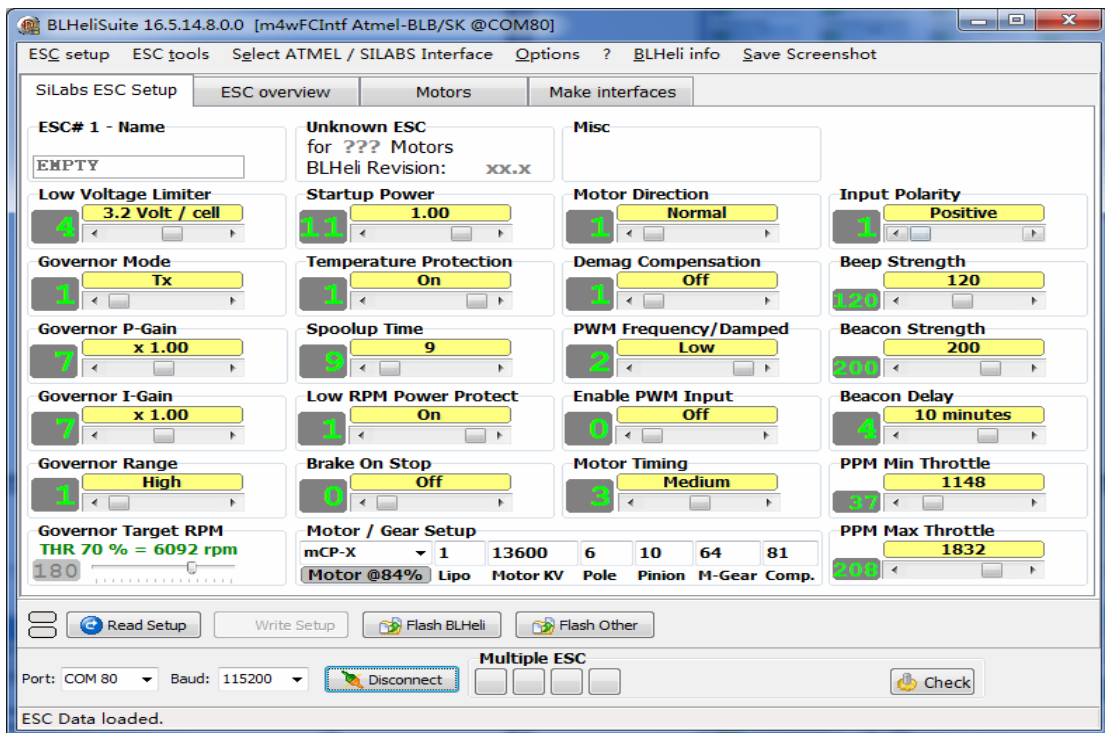 BLHeliSuite 16.5.14.8.0.0 [m4wFCIntf Atmel-BLB/SK @COM80]
ESC setup ESC tools Select ATMEL / SILABS Interface Options ? BLHeli info Save Screenshot
SiLabs ESC Setup ESC overview Motors Make interfaces
ESC# 1 - Name Unknown ESC Misc
for ??? Motors
EMPTY BLHeli Revision: xx.x
Low Voltage Limiter Startup Power Motor Direction Input Polarity
4 3.2 Volt / cell 11 1.00 1 Normal 1 Positive
Governor Mode Temperature Protection Demag Compensation Beep Strength
1 Tx 1 On 1 Off 120 120
Governor P-Gain Spoolup Time PWM Frequency/Damped Beacon Strength
7 x 1.00 9 9 2 Low 200 200
Governor I-Gain Low RPM Power Protect Enable PWM Input Beacon Delay
7 x 1.00 1 On 0 Off 4 10 minutes
Governor Range Brake On Stop Motor Timing PPM Min Throttle
1 High 0 Off 3 Medium 37 1148
Governor Target RPM Motor / Gear Setup PPM Max Throttle
THR 70 % = 6092 rpm mCP-X 1 13600 6 10 64 81 1832
180 Motor @84% Lipo Motor KV Pole Pinion M-Gear Comp. 208
Read Setup Write Setup Flash BLHeli Flash Other
Multiple ESC
Port: COM 80 Baud: 115200 Disconnect Check
ESC Data loaded.